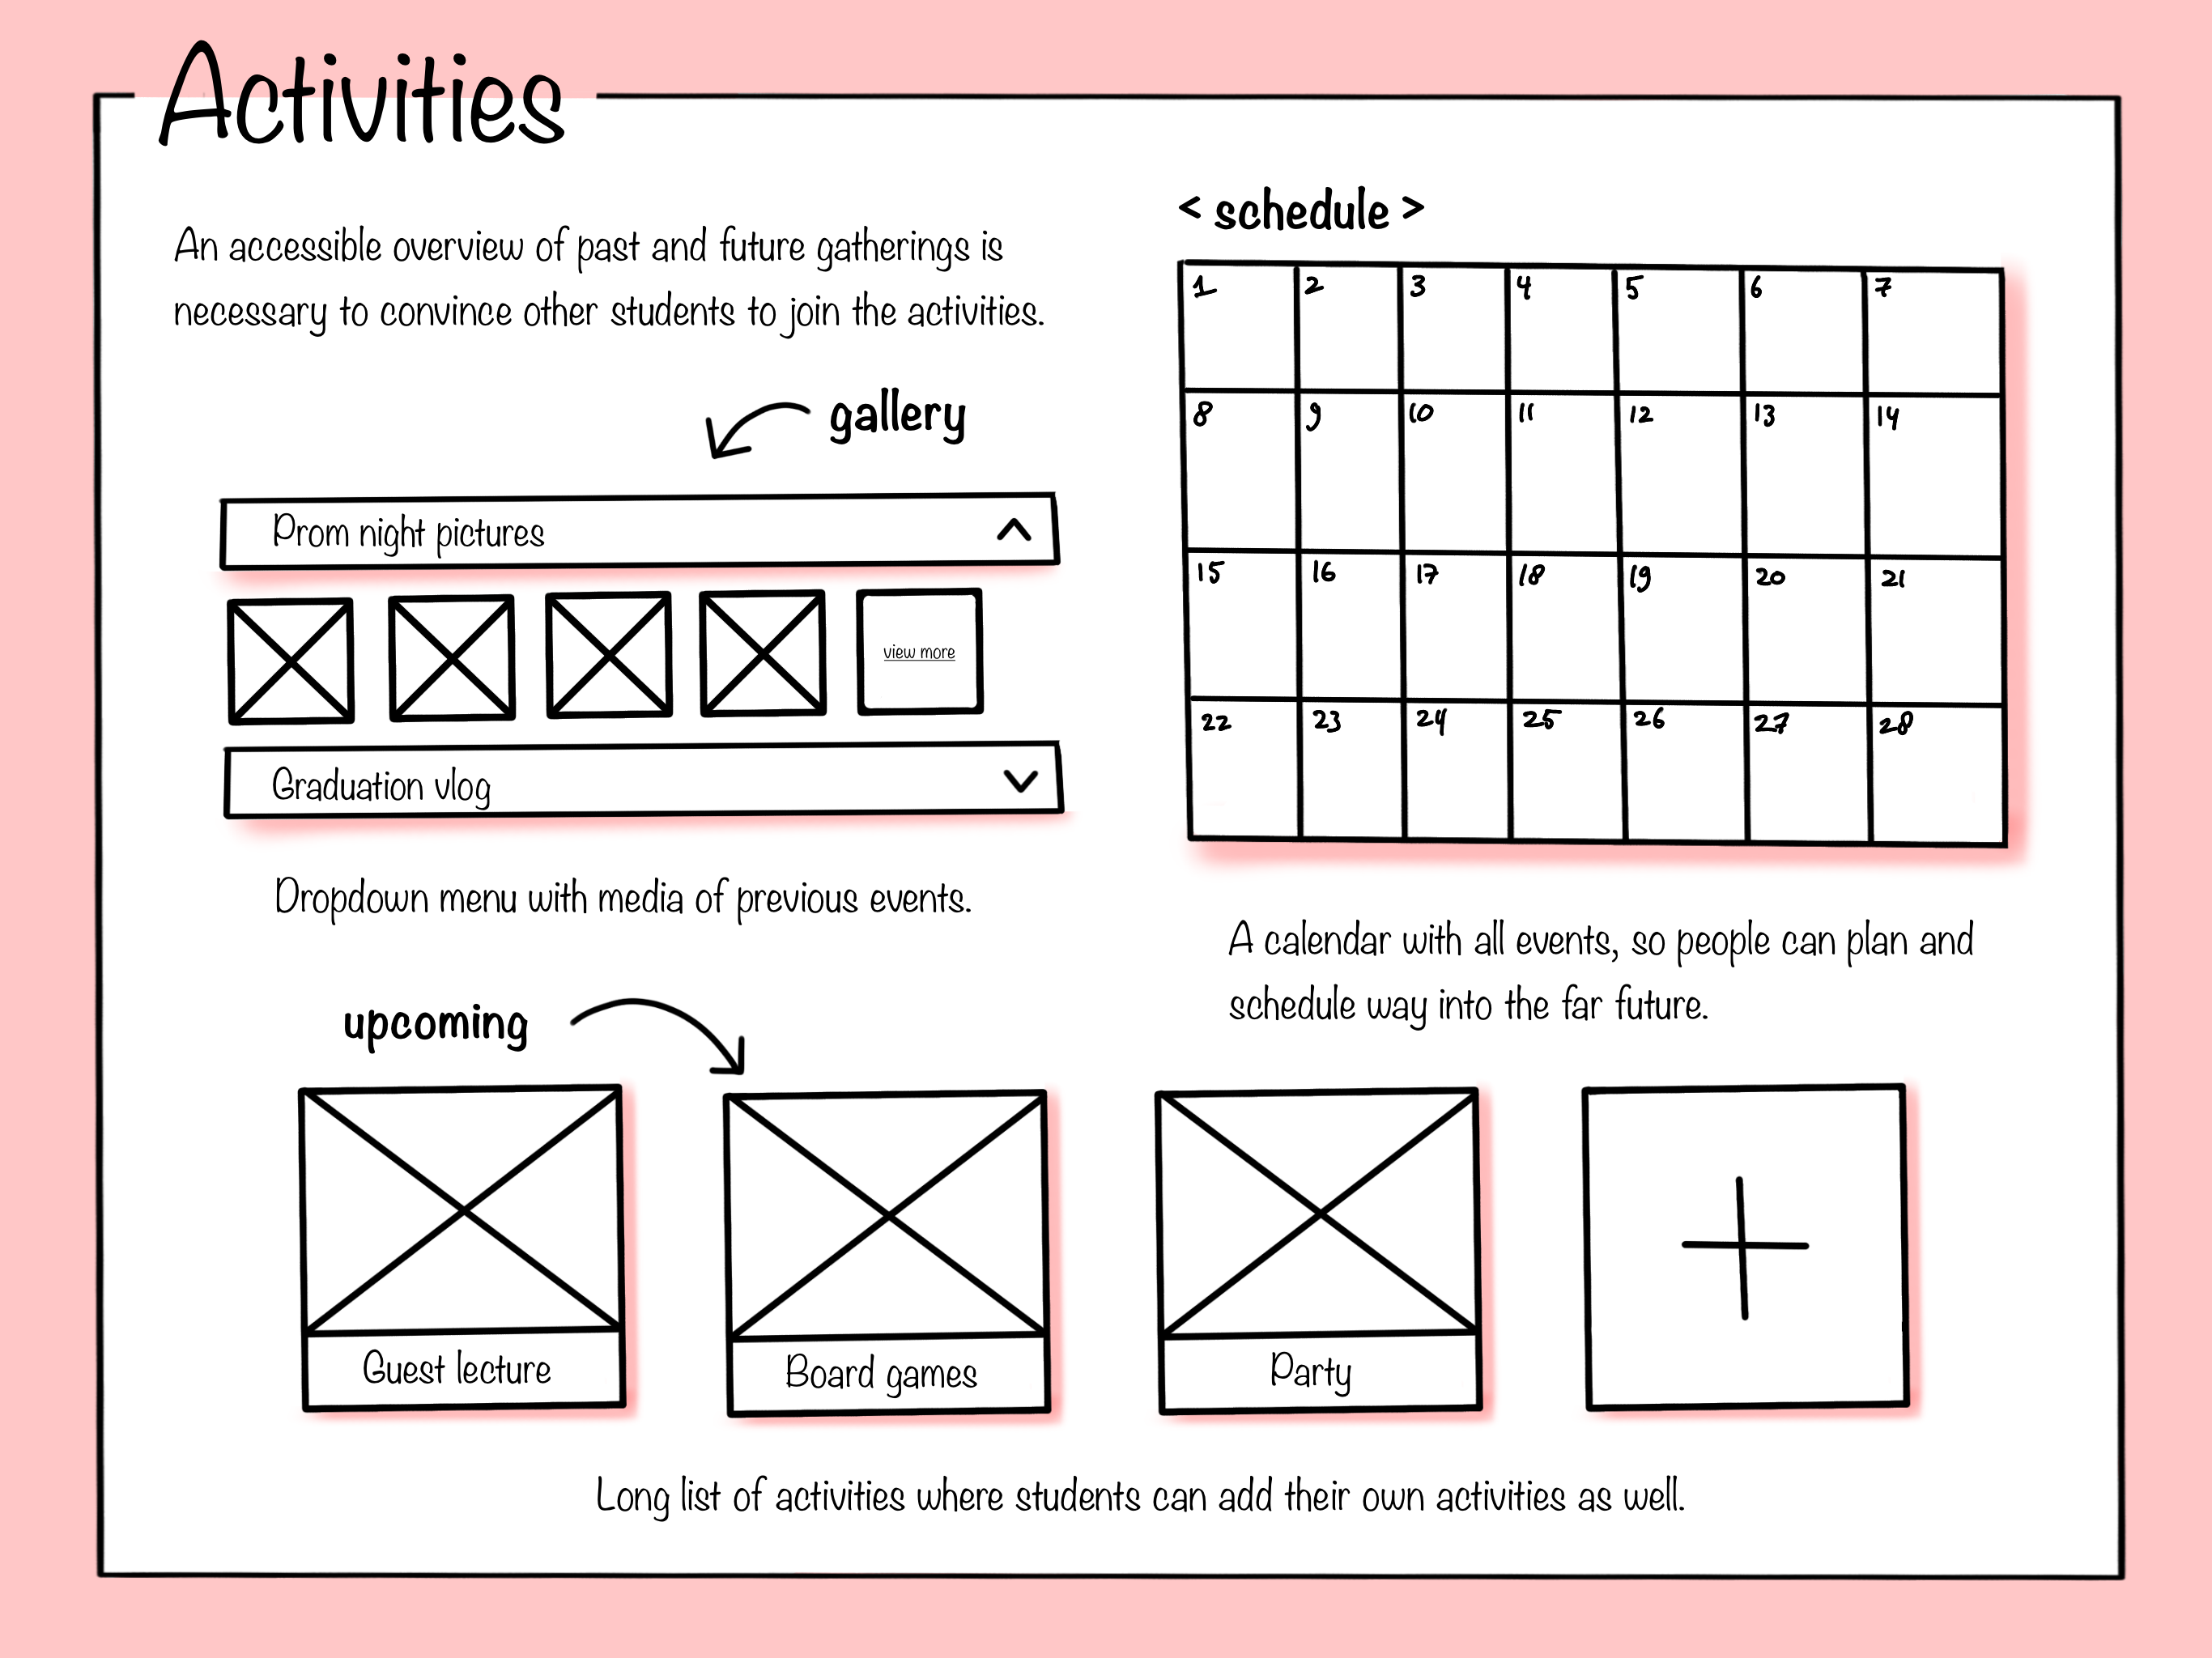 Activities
An accessible overview of past and future gatherings is
necessary to convince other students to join the activities.
gallery
Prom night pictures
view more
Graduation vlog
Dropdown menu with media of previous events.
< schedule >
1 2 3 4 5 6 7
8 9 10 11 12 13 14
15 16 17 18 19 20 21
22 23 24 25 26 27 28
A calendar with all events, so people can plan and
schedule way into the far future.
upcoming
Guest lecture
Board games
Party
Long list of activities where students can add their own activities as well.